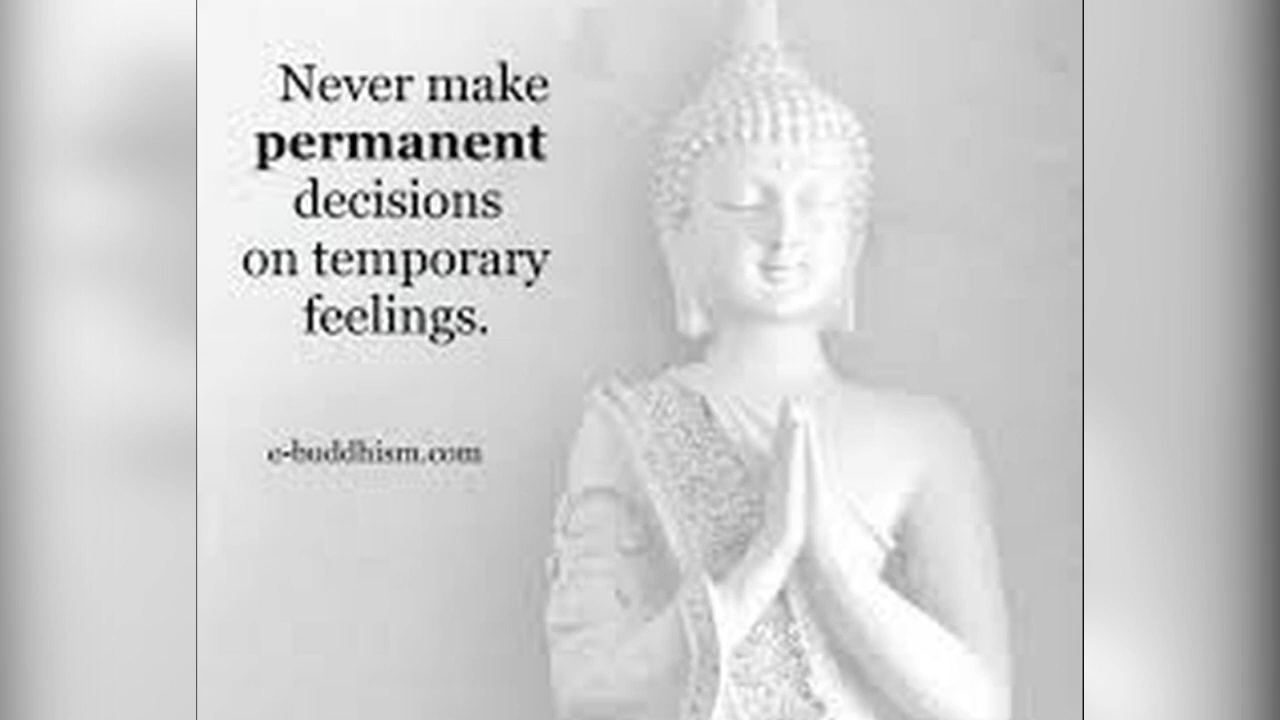 Never make
permanent
decisions
on temporary
feelings.
e-buddhism.com